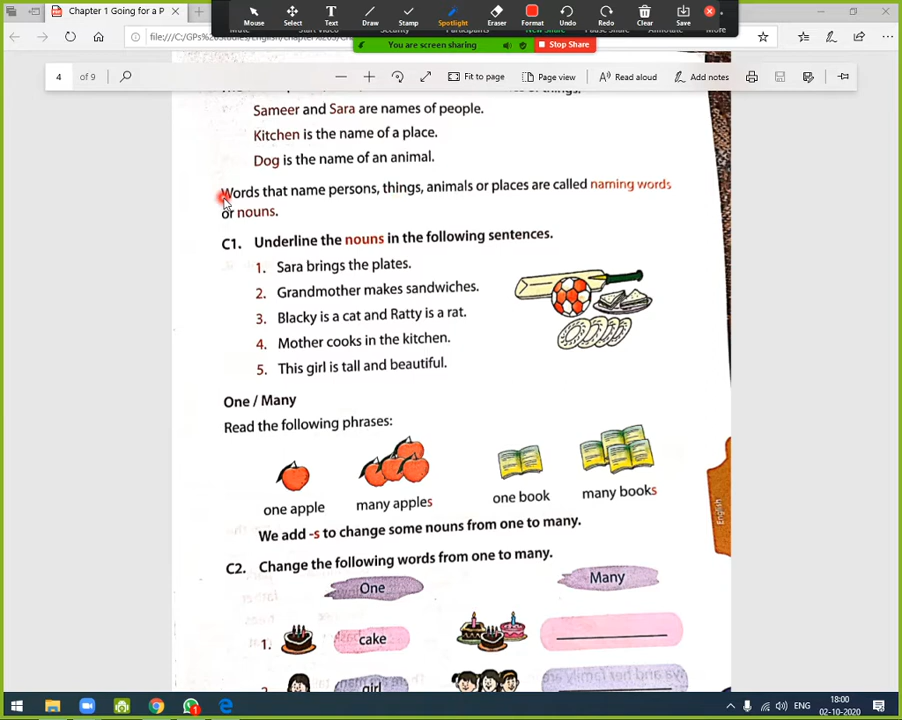 Chapter 1 Going for a P
Mouse
Select
Text
Draw
Stamp
Spotlight
Eraser
Format
Undo
Redo
Clear
Save
You are screen sharing
Stop Share
4 of 9
Fit to page
Page view
Read aloud
Add notes
Sameer and Sara are names of people.
Kitchen is the name of a place.
Dog is the name of an animal.
Words that name persons, things, animals or places are called naming words
or nouns.
C1. Underline the nouns in the following sentences.
1. Sara brings the plates.
2. Grandmother makes sandwiches.
3. Blacky is a cat and Ratty is a rat.
4. Mother cooks in the kitchen.
5. This girl is tall and beautiful.
One / Many
Read the following phrases:
one apple
many apples
one book
many books
English
We add -s to change some nouns from one to many.
C2. Change the following words from one to many.
One
Many
1. cake
girl
ENG
18:00
02-10-2020